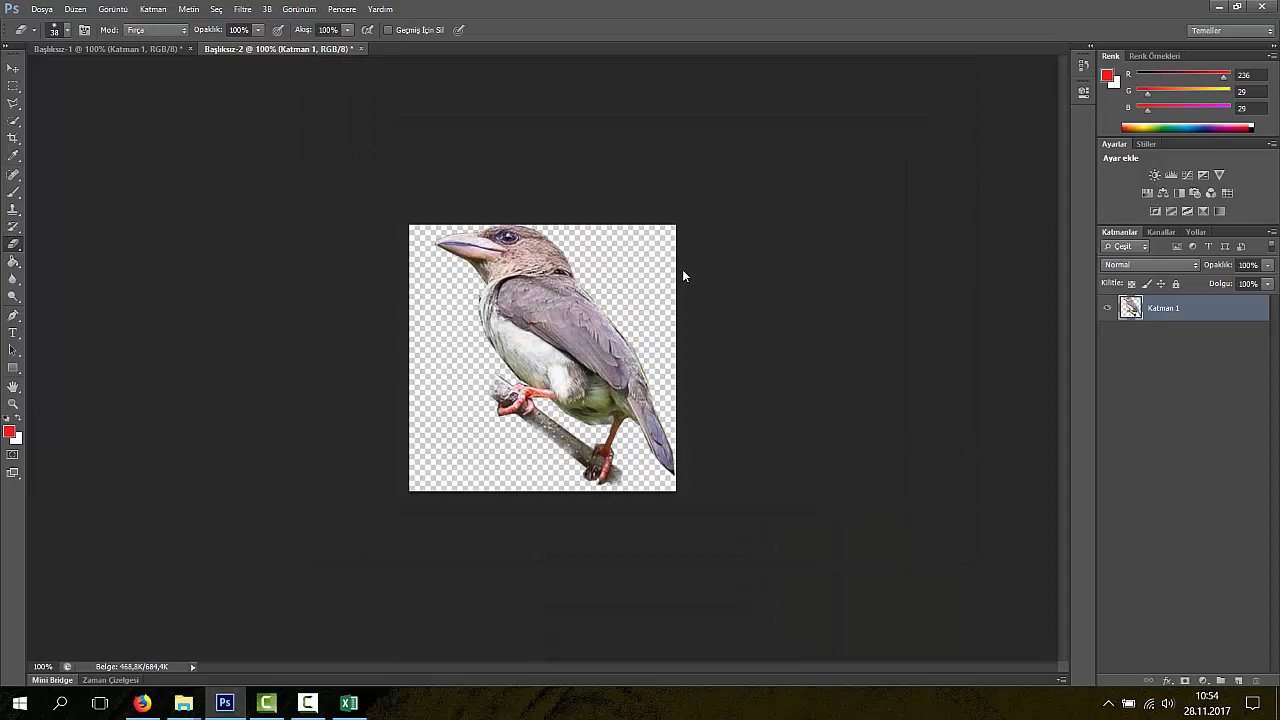 Ps Dosya Düzen Görüntü Katman Metin Seç Filtre 3B Görünüm Pencere Yardım
38 Mod: Fırça Opaklık: 100% Akış: 100% Geçmiş İçin Sil Temeller
Başlıksız-1 @ 100% (Katman 1, RGB/8) * × Başlıksız-2 @ 100% (Katman 1, RGB/8) * ×
Renk Renk Örnekleri
R 236
G 29
B 29
Ayarlar Stiller
Ayar ekle
Katmanlar Kanallar Yollar
Çeşit
Normal Opaklık: 100%
Kilitle: Dolgu: 100%
Katman 1
100% Belge: 468,8K/684,4K
Mini Bridge Zaman Çizelgesi
Ps
10:54
28.11.2017